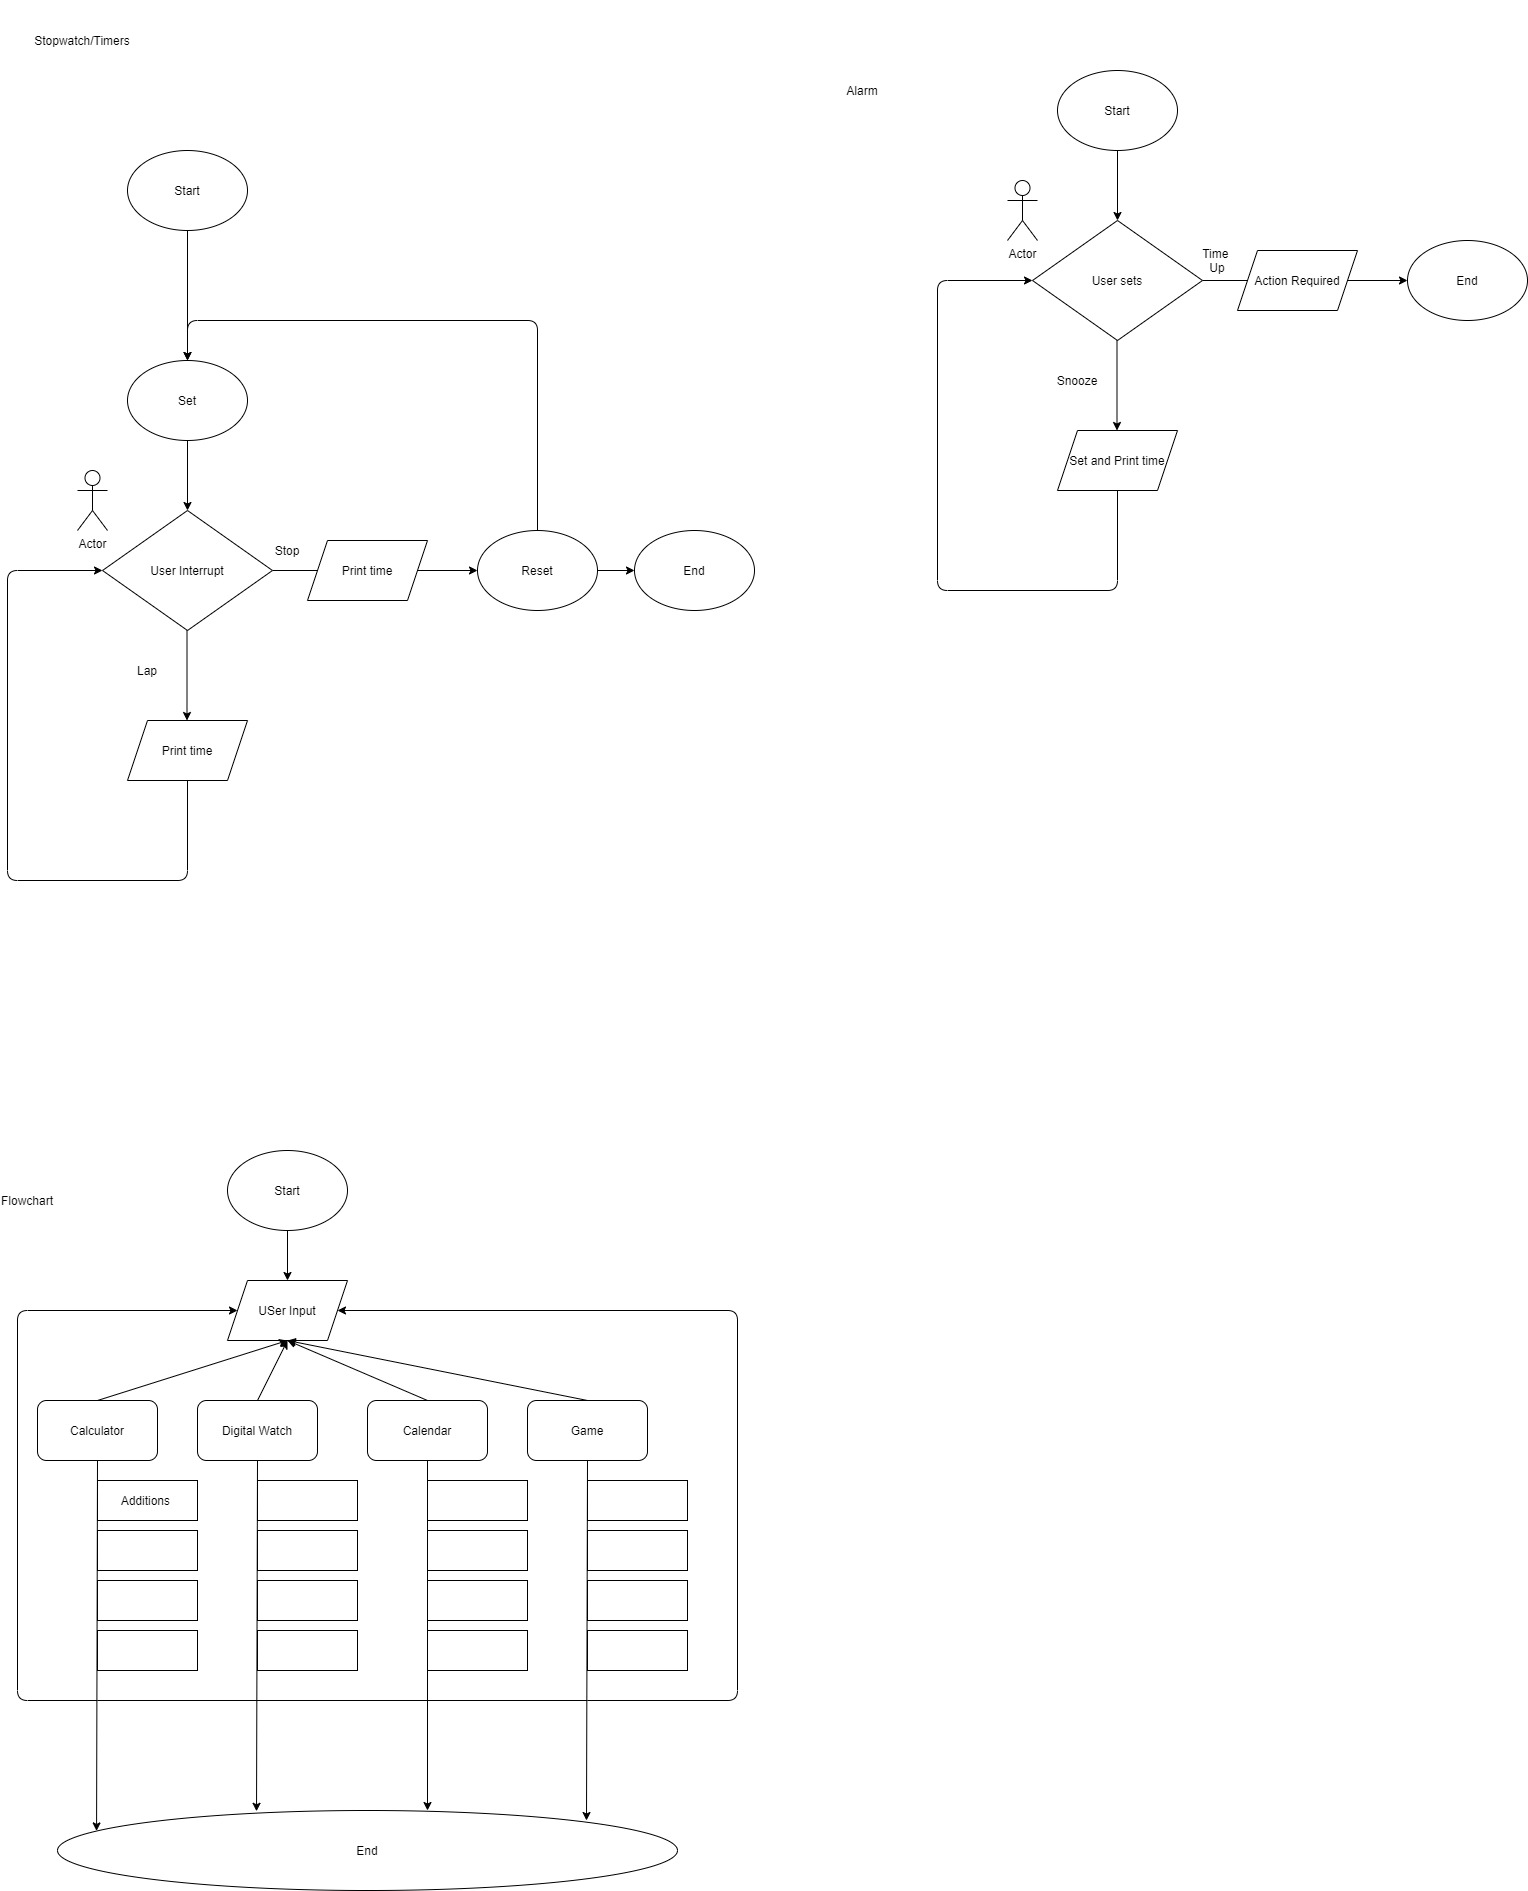 Stopwatch/Timers
Start
Set
Actor
User Interrupt
Stop
Print time
Reset
End
Lap
Print time
Alarm
Start
Actor
User sets
Time
Up
Action Required
End
Snooze
Set and Print time
Flowchart
Start
USer Input
Calculator
Digital Watch
Calendar
Game
Additions
End